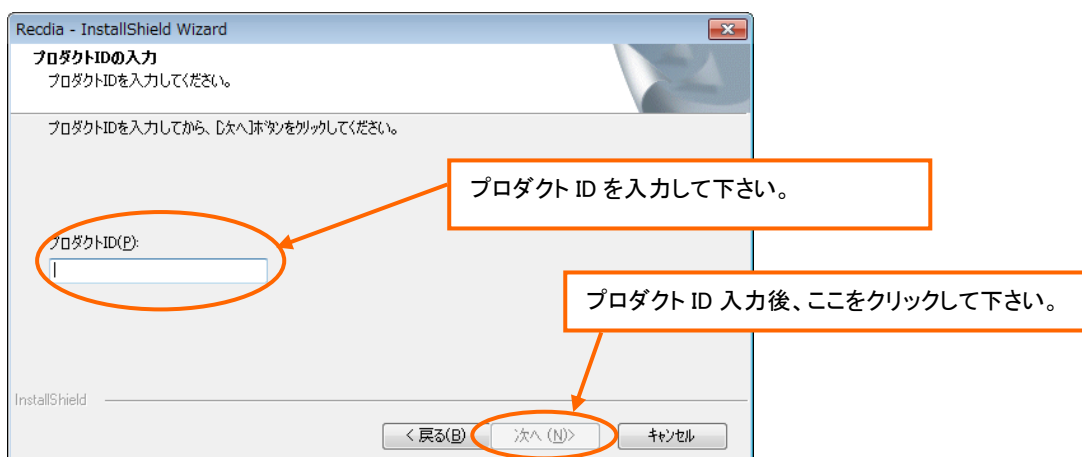 Recdia - InstallShield Wizard
プロダクトIDの入力
プロダクトIDを入力してください。
プロダクトIDを入力してから、[次へ]ボタンをクリックしてください。
プロダクト ID を入力して下さい。
プロダクトID(P):
プロダクト ID 入力後、ここをクリックして下さい。
InstallShield
< 戻る(B)
次へ (N)>
キャンセル